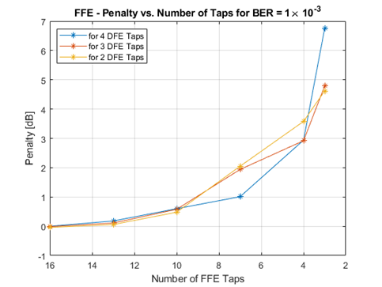 FFE - Penalty vs. Number of Taps for BER = 1 × 10⁻³
for 4 DFE Taps
for 3 DFE Taps
for 2 DFE Taps
Penalty [dB]
7
6
5
4
3
2
1
0
-1
16 14 12 10 8 6 4 2
Number of FFE Taps